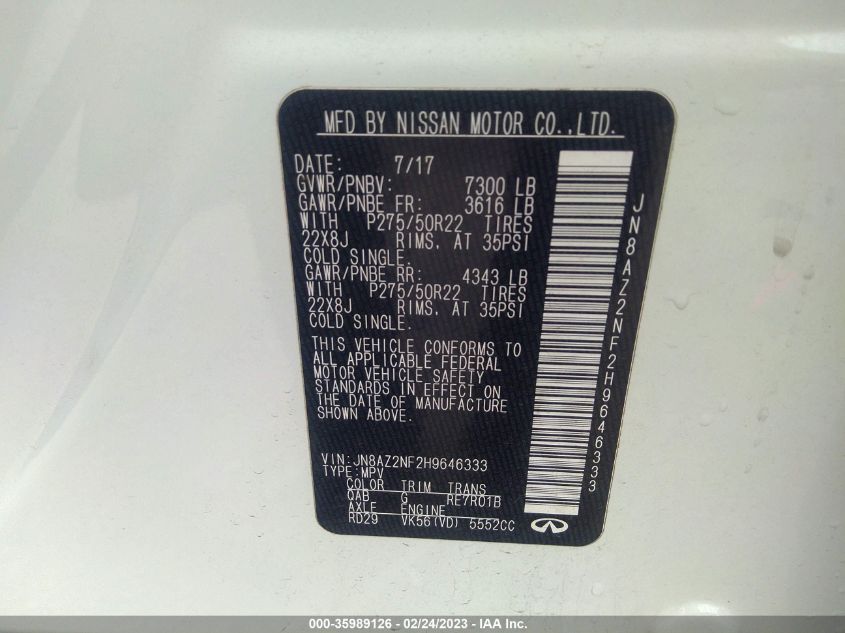 MFD BY NISSAN MOTOR CO.,LTD.
DATE: 7/17
GVWR/PNBV: 7300 LB
GAWR/PNBE FR: 3616 LB
WITH P275/50R22 TIRES
22X8J RIMS, AT 35PSI
COLD SINGLE.
GAWR/PNBE RR: 4343 LB
WITH P275/50R22 TIRES
22X8J RIMS, AT 35PSI
COLD SINGLE.
THIS VEHICLE CONFORMS TO
ALL APPLICABLE FEDERAL
MOTOR VEHICLE SAFETY
STANDARDS IN EFFECT ON
THE DATE OF MANUFACTURE
SHOWN ABOVE.
VIN:JN8AZ2NF2H9646333
TYPE:MPV
COLOR TRIM TRANS
QAB G RE7R01B
AXLE ENGINE
RD29 VK56(VD) 5552CC
JN8AZ2NF2H9646333
000-35989126 - 02/24/2023 - IAA Inc.